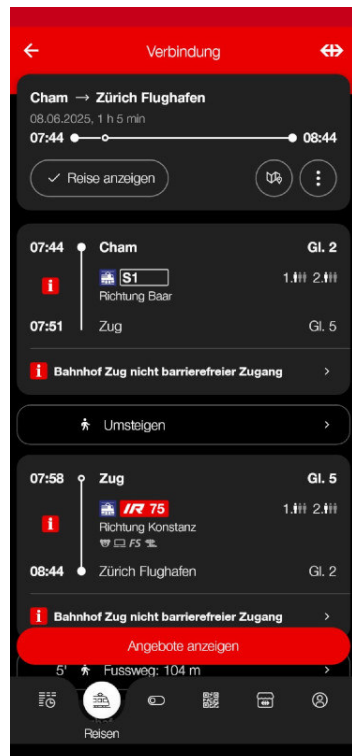 Verbindung
Cham → Zürich Flughafen
08.06.2025, 1 h 5 min
07:44 08:44
Reise anzeigen
07:44 Cham Gl. 2
S1 1. 2.
Richtung Baar
07:51 Zug Gl. 5
Bahnhof Zug nicht barrierefreier Zugang
Umsteigen
07:58 Zug Gl. 5
IR 75 1. 2.
Richtung Konstanz
FS
08:44 Zürich Flughafen Gl. 2
Bahnhof Zug nicht barrierefreier Zugang
Angebote anzeigen
5' Fussweg: 104 m
Reisen